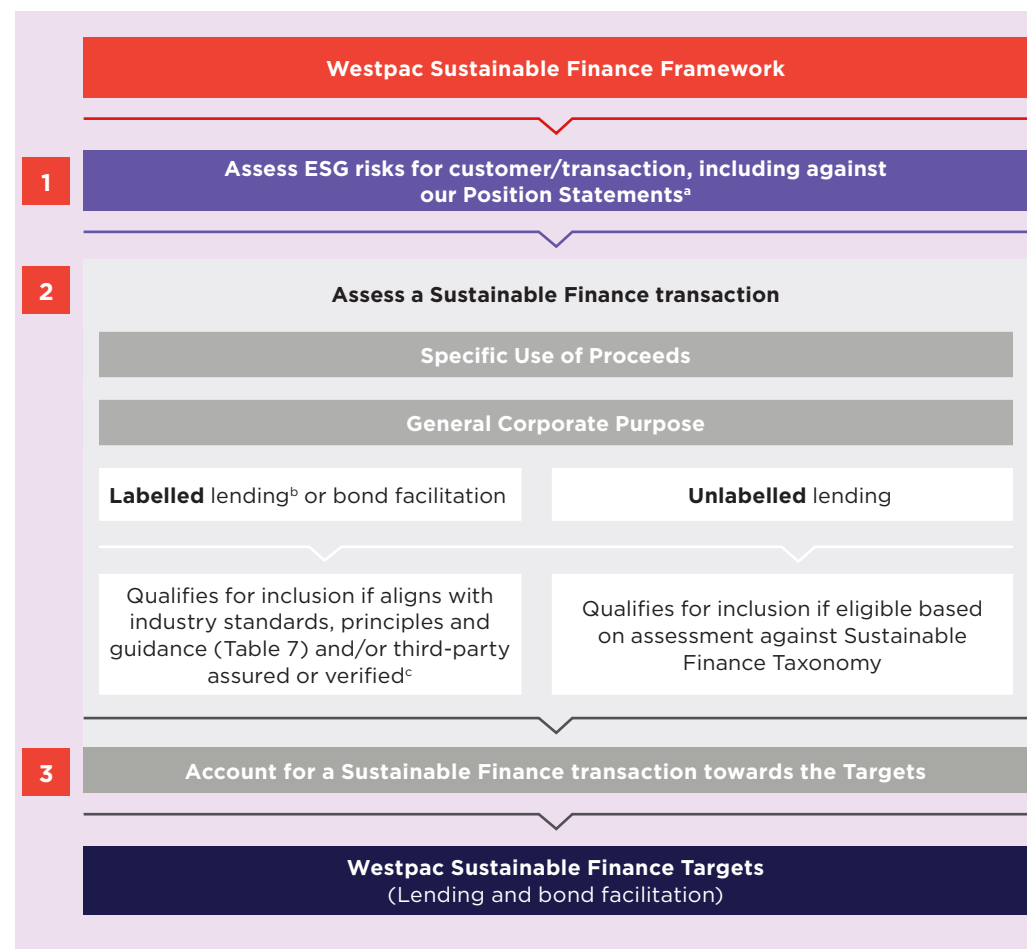 Westpac Sustainable Finance Framework
1
Assess ESG risks for customer/transaction, including against
our Position Statementsᵃ
2
Assess a Sustainable Finance transaction
Specific Use of Proceeds
General Corporate Purpose
Labelled lendingᵇ or bond facilitation
Unlabelled lending
Qualifies for inclusion if aligns with
industry standards, principles and
guidance (Table 7) and/or third-party
assured or verifiedᶜ
Qualifies for inclusion if eligible based
on assessment against Sustainable
Finance Taxonomy
3
Account for a Sustainable Finance transaction towards the Targets
Westpac Sustainable Finance Targets
(Lending and bond facilitation)